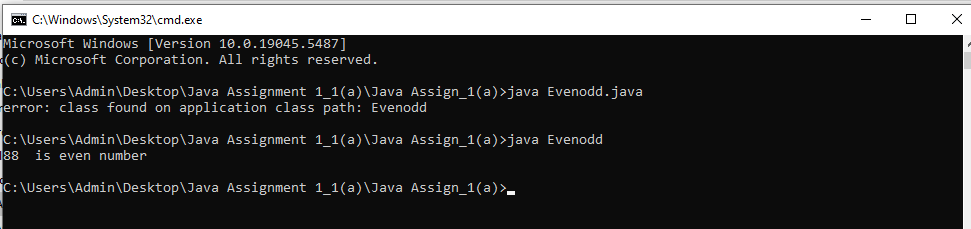 C:\Windows\System32\cmd.exe
Microsoft Windows [Version 10.0.19045.5487]
(c) Microsoft Corporation. All rights reserved.
C:\Users\Admin\Desktop\Java Assignment 1_1(a)\Java Assign_1(a)>java Evenodd.java
error: class found on application class path: Evenodd
C:\Users\Admin\Desktop\Java Assignment 1_1(a)\Java Assign_1(a)>java Evenodd
88  is even number
C:\Users\Admin\Desktop\Java Assignment 1_1(a)\Java Assign_1(a)>